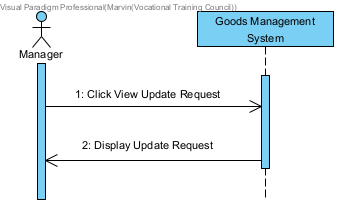 Visual Paradigm Professional(Marvin(Vocational Training Council))
Goods Management
System
Manager
1: Click View Update Request
2: Display Update Request